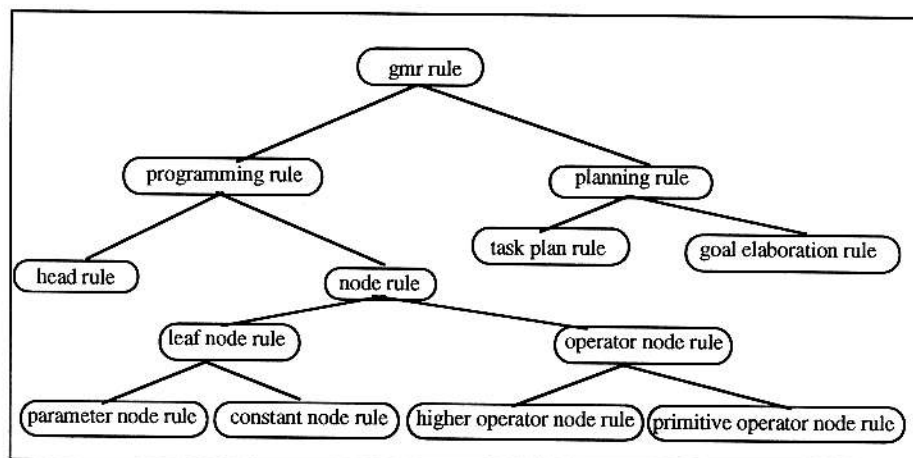 gmr rule
programming rule
planning rule
task plan rule
goal elaboration rule
head rule
node rule
leaf node rule
operator node rule
parameter node rule
constant node rule
higher operator node rule
primitive operator node rule